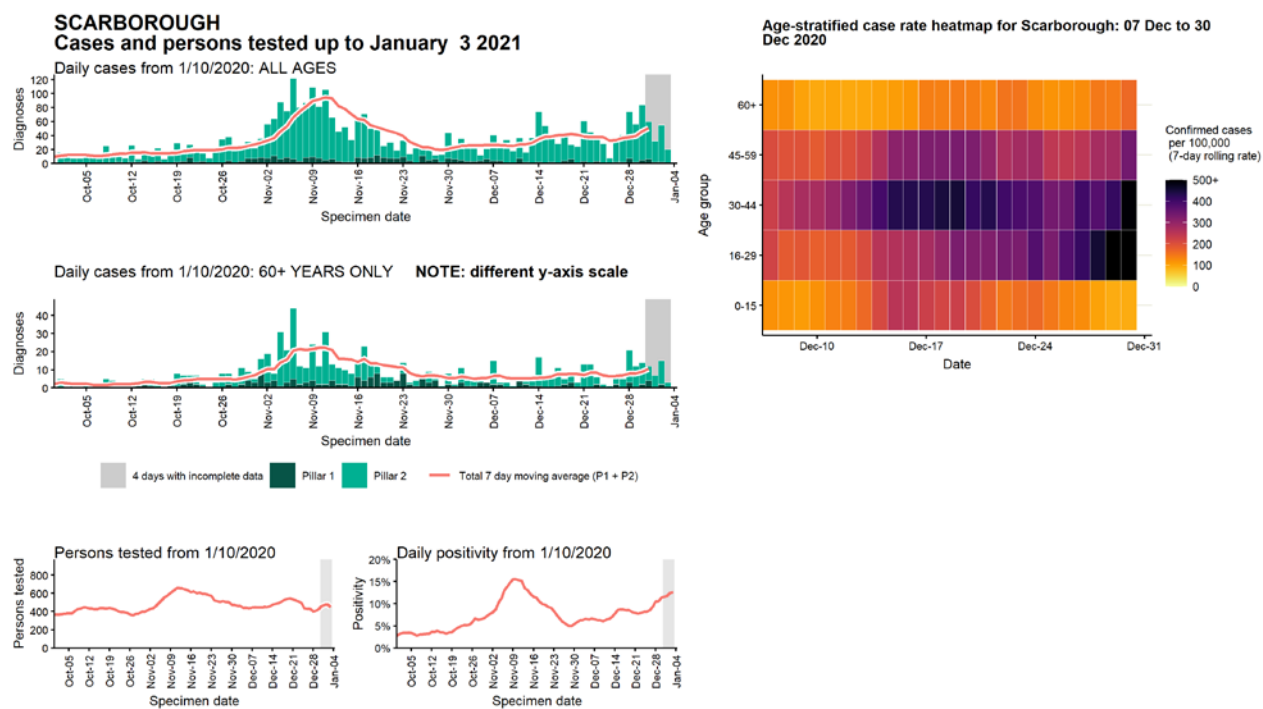 SCARBOROUGH
Cases and persons tested up to January 3 2021
Daily cases from 1/10/2020: ALL AGES
Diagnoses
120
100
80
60
40
20
0
Oct-05
Oct-12
Oct-19
Oct-26
Nov-02
Nov-09
Nov-16
Nov-23
Nov-30
Dec-07
Dec-14
Dec-21
Dec-28
Jan-04
Specimen date
Daily cases from 1/10/2020: 60+ YEARS ONLY NOTE: different y-axis scale
Diagnoses
40
30
20
10
0
Oct-05
Oct-12
Oct-19
Oct-26
Nov-02
Nov-09
Nov-16
Nov-23
Nov-30
Dec-07
Dec-14
Dec-21
Dec-28
Jan-04
Specimen date
4 days with incomplete data Pillar 1 Pillar 2 Total 7 day moving average (P1 + P2)
Persons tested from 1/10/2020
Persons tested
800
600
400
200
0
Oct-05
Oct-12
Oct-19
Oct-26
Nov-02
Nov-09
Nov-16
Nov-23
Nov-30
Dec-07
Dec-14
Dec-21
Dec-28
Jan-04
Specimen date
Daily positivity from 1/10/2020
Positivity
20%
15%
10%
5%
0%
Oct-05
Oct-12
Oct-19
Oct-26
Nov-02
Nov-09
Nov-16
Nov-23
Nov-30
Dec-07
Dec-14
Dec-21
Dec-28
Jan-04
Specimen date
Age-stratified case rate heatmap for Scarborough: 07 Dec to 30
Dec 2020
Age group
60+
45-59
30-44
16-29
0-15
Dec-10
Dec-17
Dec-24
Dec-31
Date
Confirmed cases
per 100,000
(7-day rolling rate)
500+
400
300
200
100
0